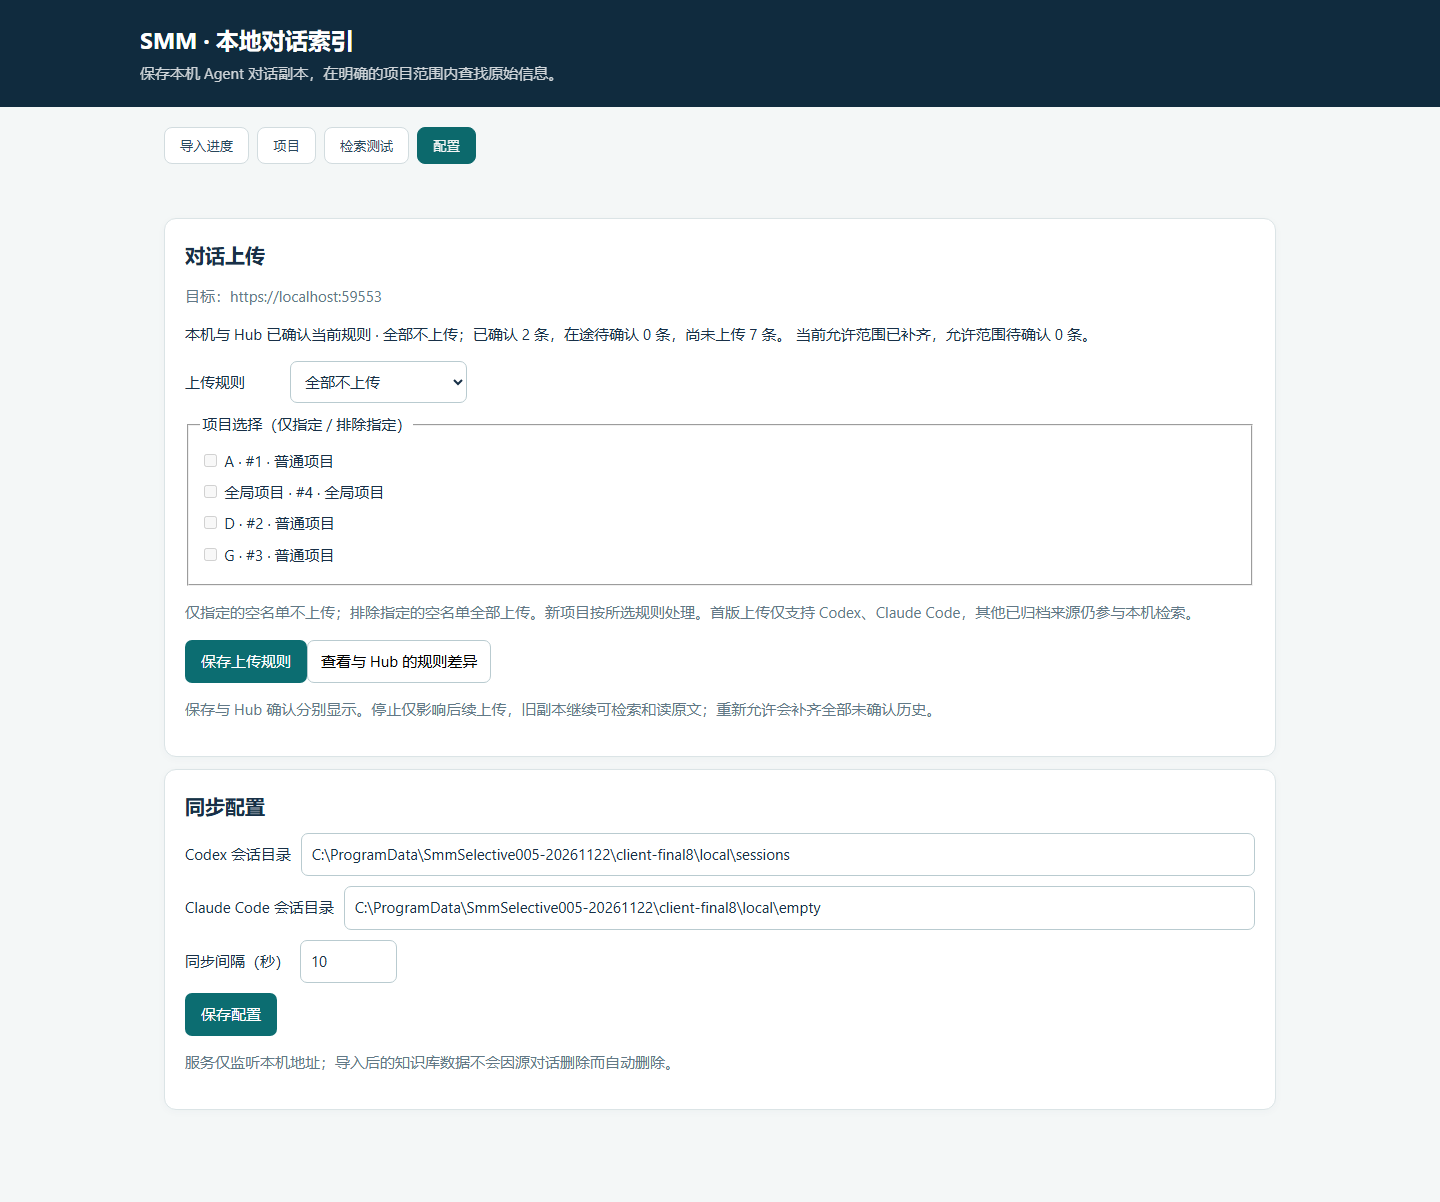 SMM · 本地对话索引
保存本机 Agent 对话副本，在明确的项目范围内查找原始信息。
导入进度
项目
检索测试
配置
对话上传
目标：https://localhost:59553
本机与 Hub 已确认当前规则 · 全部不上传；已确认 2 条，在途待确认 0 条，尚未上传 7 条。 当前允许范围已补齐，允许范围待确认 0 条。
上传规则
全部不上传
项目选择（仅指定 / 排除指定）
A · #1 · 普通项目
全局项目 · #4 · 全局项目
D · #2 · 普通项目
G · #3 · 普通项目
仅指定的空名单不上传；排除指定的空名单全部上传。新项目按所选规则处理。首版上传仅支持 Codex、Claude Code，其他已归档来源仍参与本机检索。
保存上传规则
查看与 Hub 的规则差异
保存与 Hub 确认分别显示。停止仅影响后续上传，旧副本继续可检索和读原文；重新允许会补齐全部未确认历史。
同步配置
Codex 会话目录
C:\ProgramData\SmmSelective005-20261122\client-final8\local\sessions
Claude Code 会话目录
C:\ProgramData\SmmSelective005-20261122\client-final8\local\empty
同步间隔（秒）
10
保存配置
服务仅监听本机地址；导入后的知识库数据不会因源对话删除而自动删除。